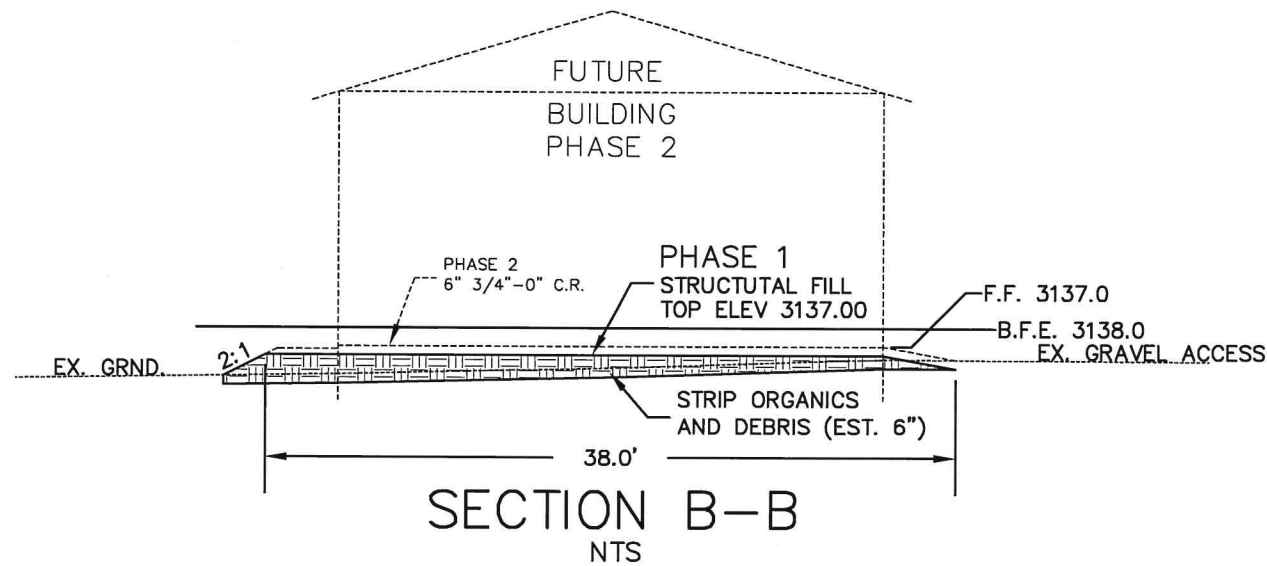 FUTURE
BUILDING
PHASE 2
PHASE 2
6" 3/4"-0" C.R.
PHASE 1
STRUCTUTAL FILL
TOP ELEV 3137.00
F.F. 3137.0
B.F.E. 3138.0
EX. GRAVEL ACCESS
2:1
EX. GRND.
STRIP ORGANICS
AND DEBRIS (EST. 6")
38.0'
SECTION B-B
NTS